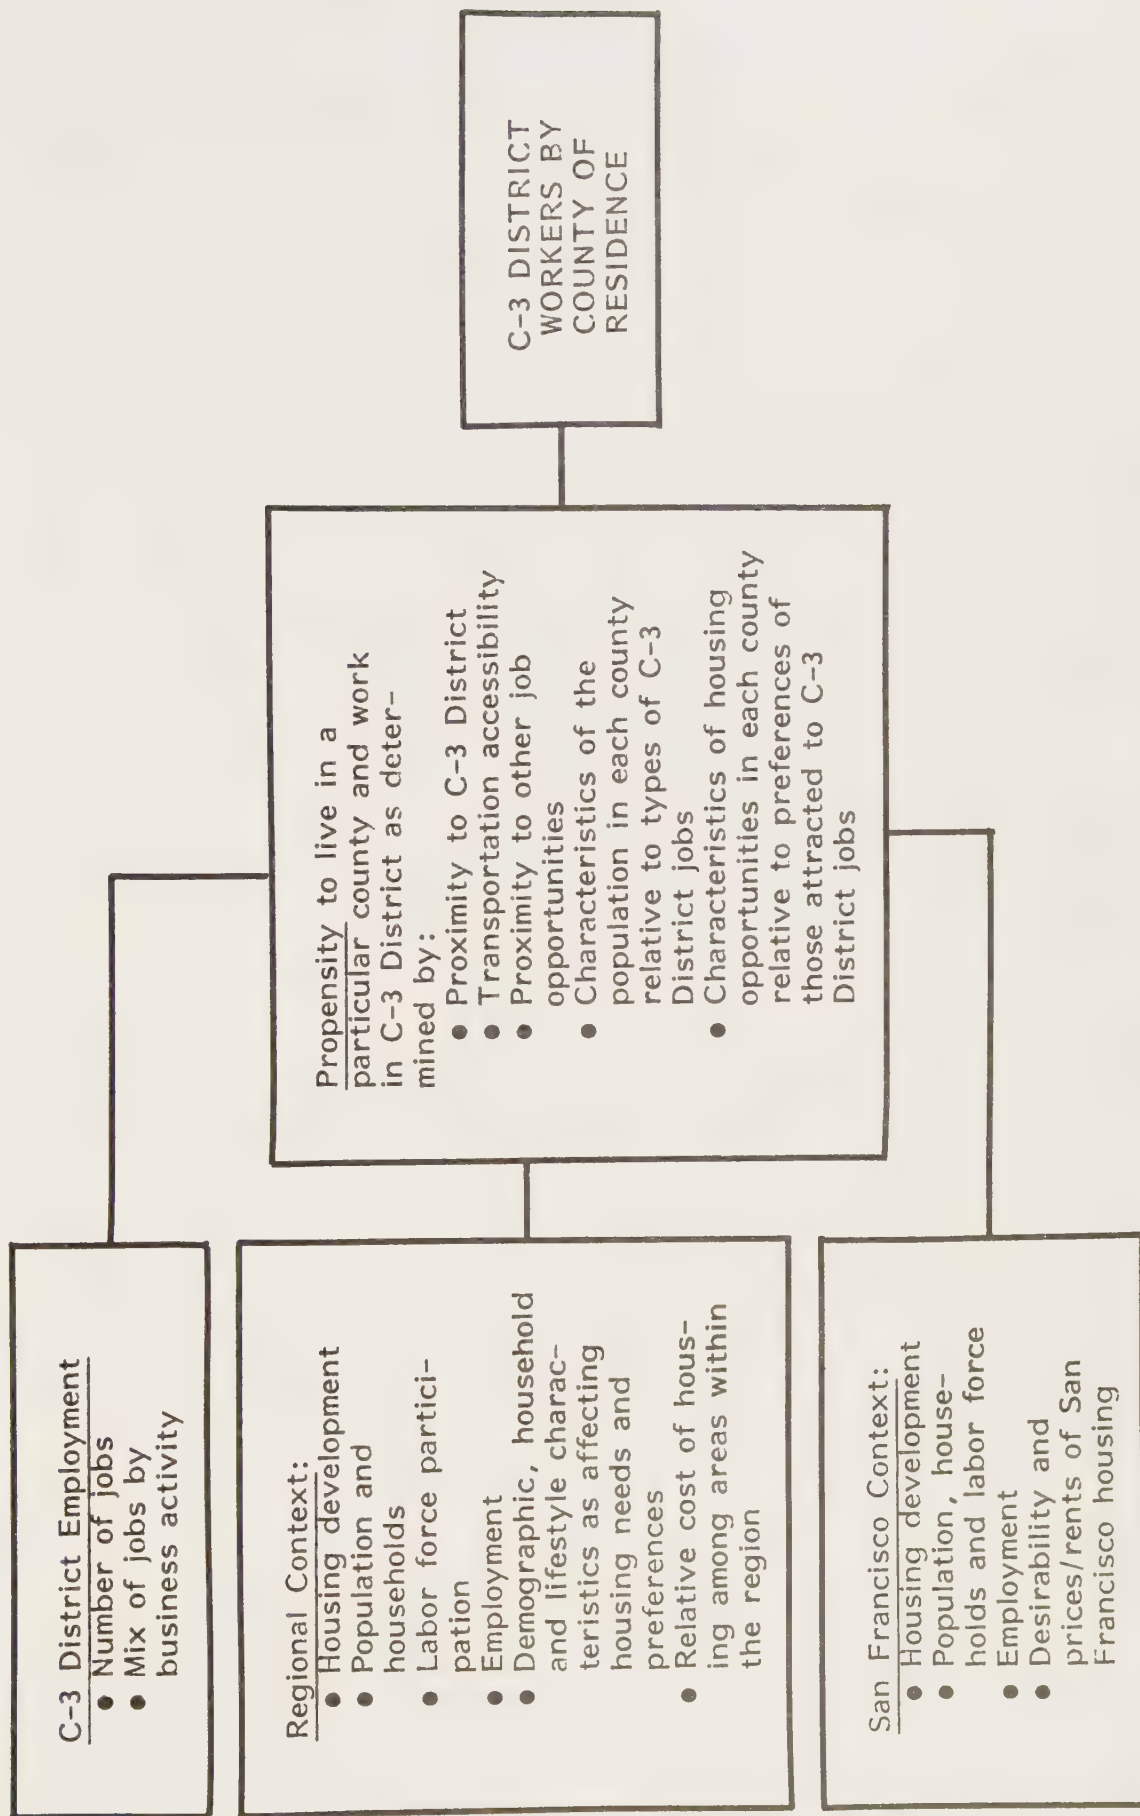 C-3 District Employment
● Number of jobs
● Mix of jobs by
business activity
Regional Context:
● Housing development
● Population and
households
● Labor force partici-
pation
● Employment
● Demographic, household
and lifestyle charac-
teristics as affecting
housing needs and
preferences
● Relative cost of hous-
ing among areas within
the region
San Francisco Context:
● Housing development
● Population, house-
holds and labor force
● Employment
● Desirability and
prices/rents of San
Francisco housing
Propensity to live in a
particular county and work
in C-3 District as deter-
mined by:
● Proximity to C-3 District
● Transportation accessibility
● Proximity to other job
opportunities
● Characteristics of the
population in each county
relative to types of C-3
District jobs
● Characteristics of housing
opportunities in each county
relative to preferences of
those attracted to C-3
District jobs
C-3 DISTRICT
WORKERS BY
COUNTY OF
RESIDENCE